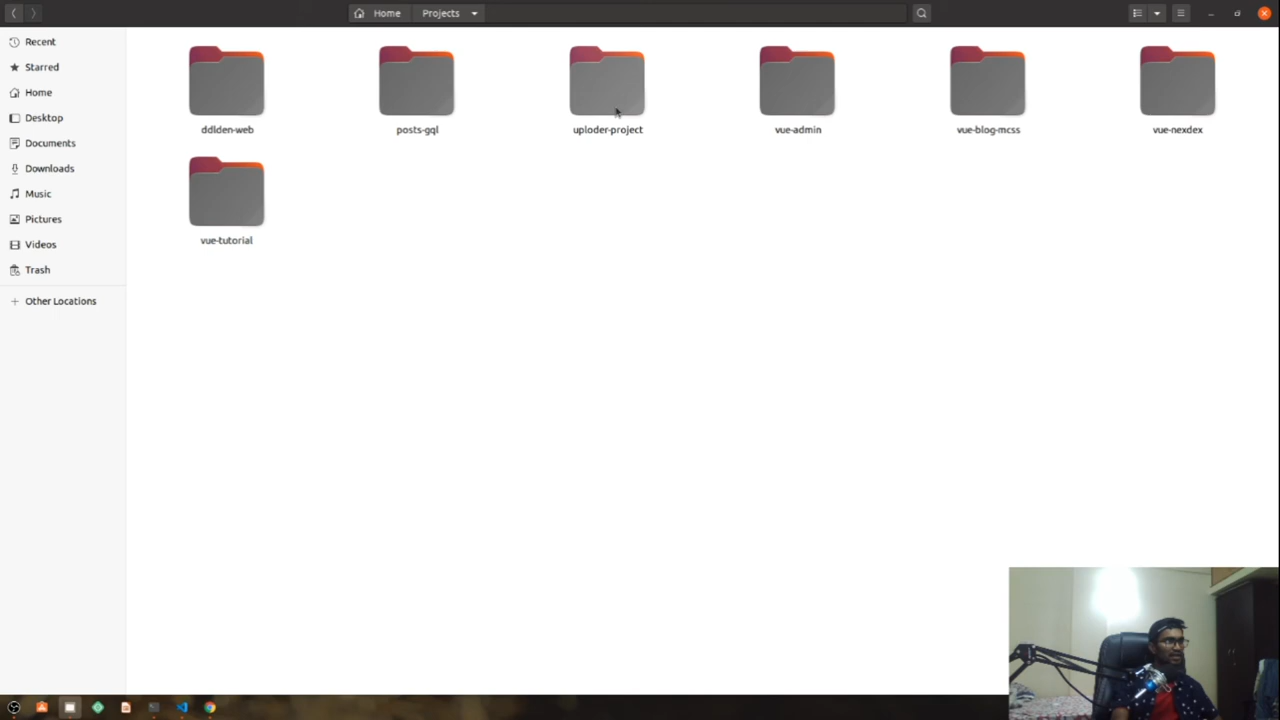 Home Projects
Recent
Starred
Home
Desktop
Documents
Downloads
Music
Pictures
Videos
Trash
Other Locations
ddlden-web posts-gql uploder-project vue-admin vue-blog-mcss vue-nexdex
vue-tutorial